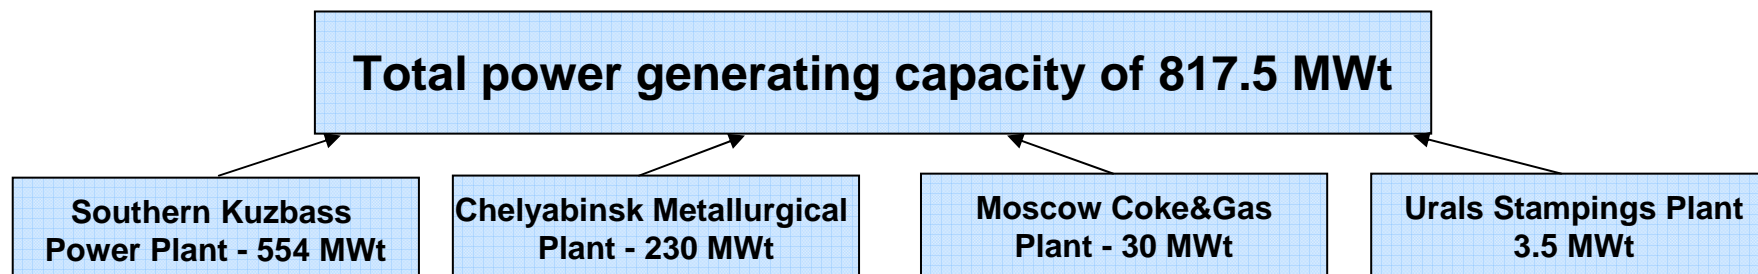 Total power generating capacity of 817.5 MWt
Southern Kuzbass
Power Plant - 554 MWt
Chelyabinsk Metallurgical
Plant - 230 MWt
Moscow Coke&Gas
Plant - 30 MWt
Urals Stampings Plant
3.5 MWt